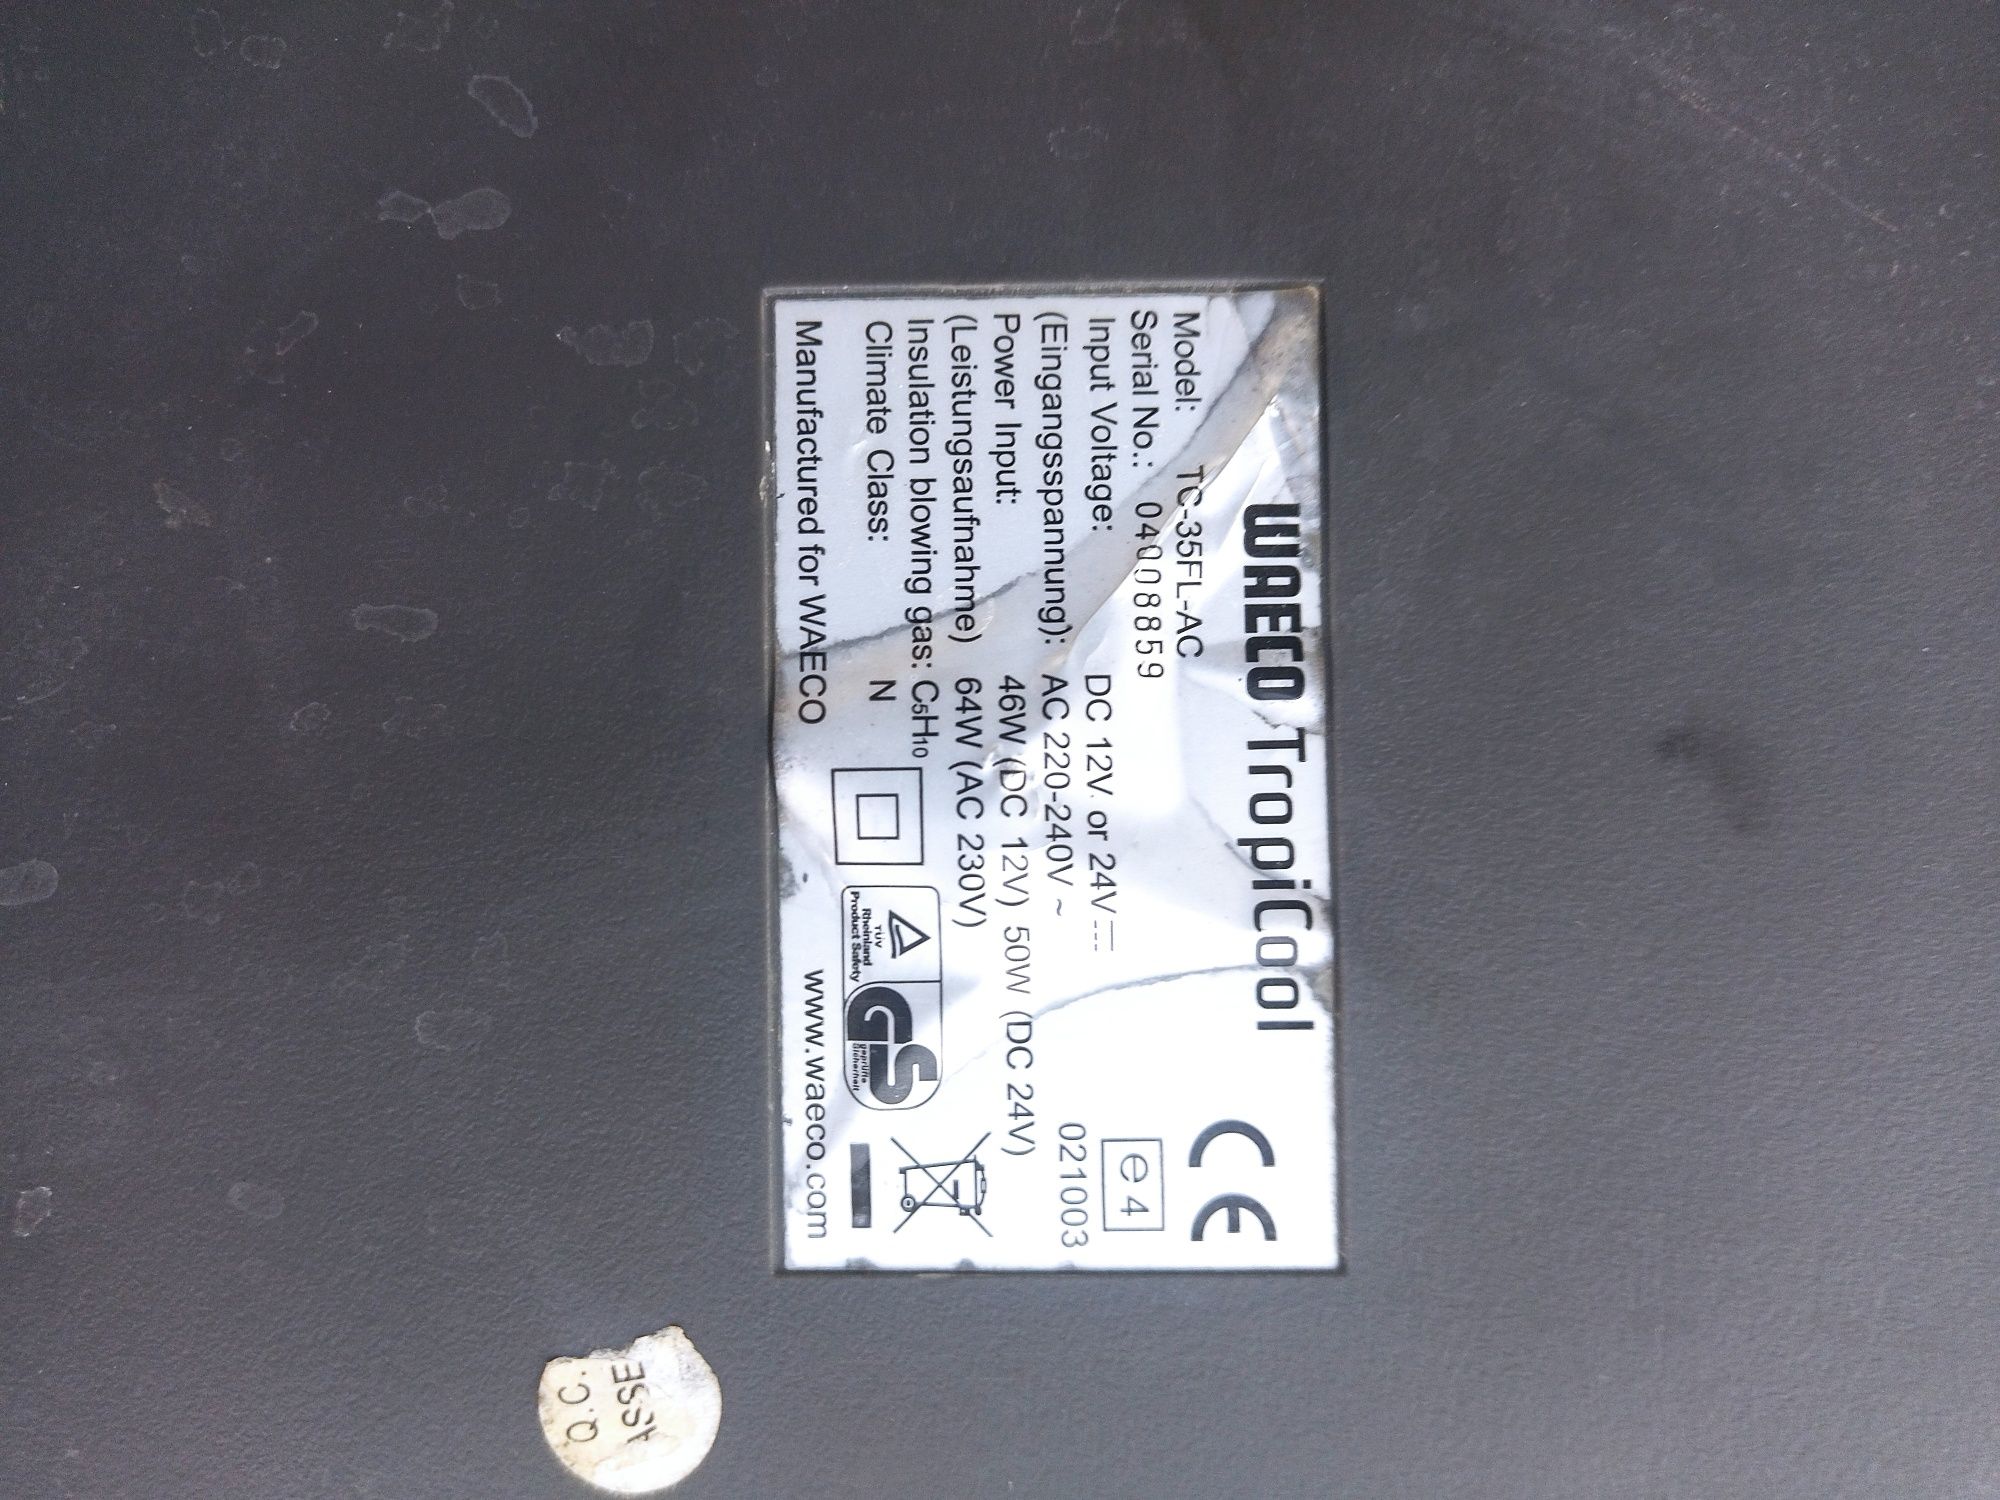 WAECO TropiCool
Model: TC-35FL-AC
Serial No.: 04008859
Input Voltage: DC 12V or 24V
(Eingangsspannung): AC 220-240V ~
Power Input: 46W (DC 12V) 50W (DC 24V)
(Leistungsaufnahme) 64W (AC 230V)
Insulation blowing gas: C5H10
Climate Class: N
Manufactured for WAECO www.waeco.com
CE
e4
021003
TÜV
Rheinland
Product Safety
GS
geprüfte
Sicherheit
Q.C.
ASSE